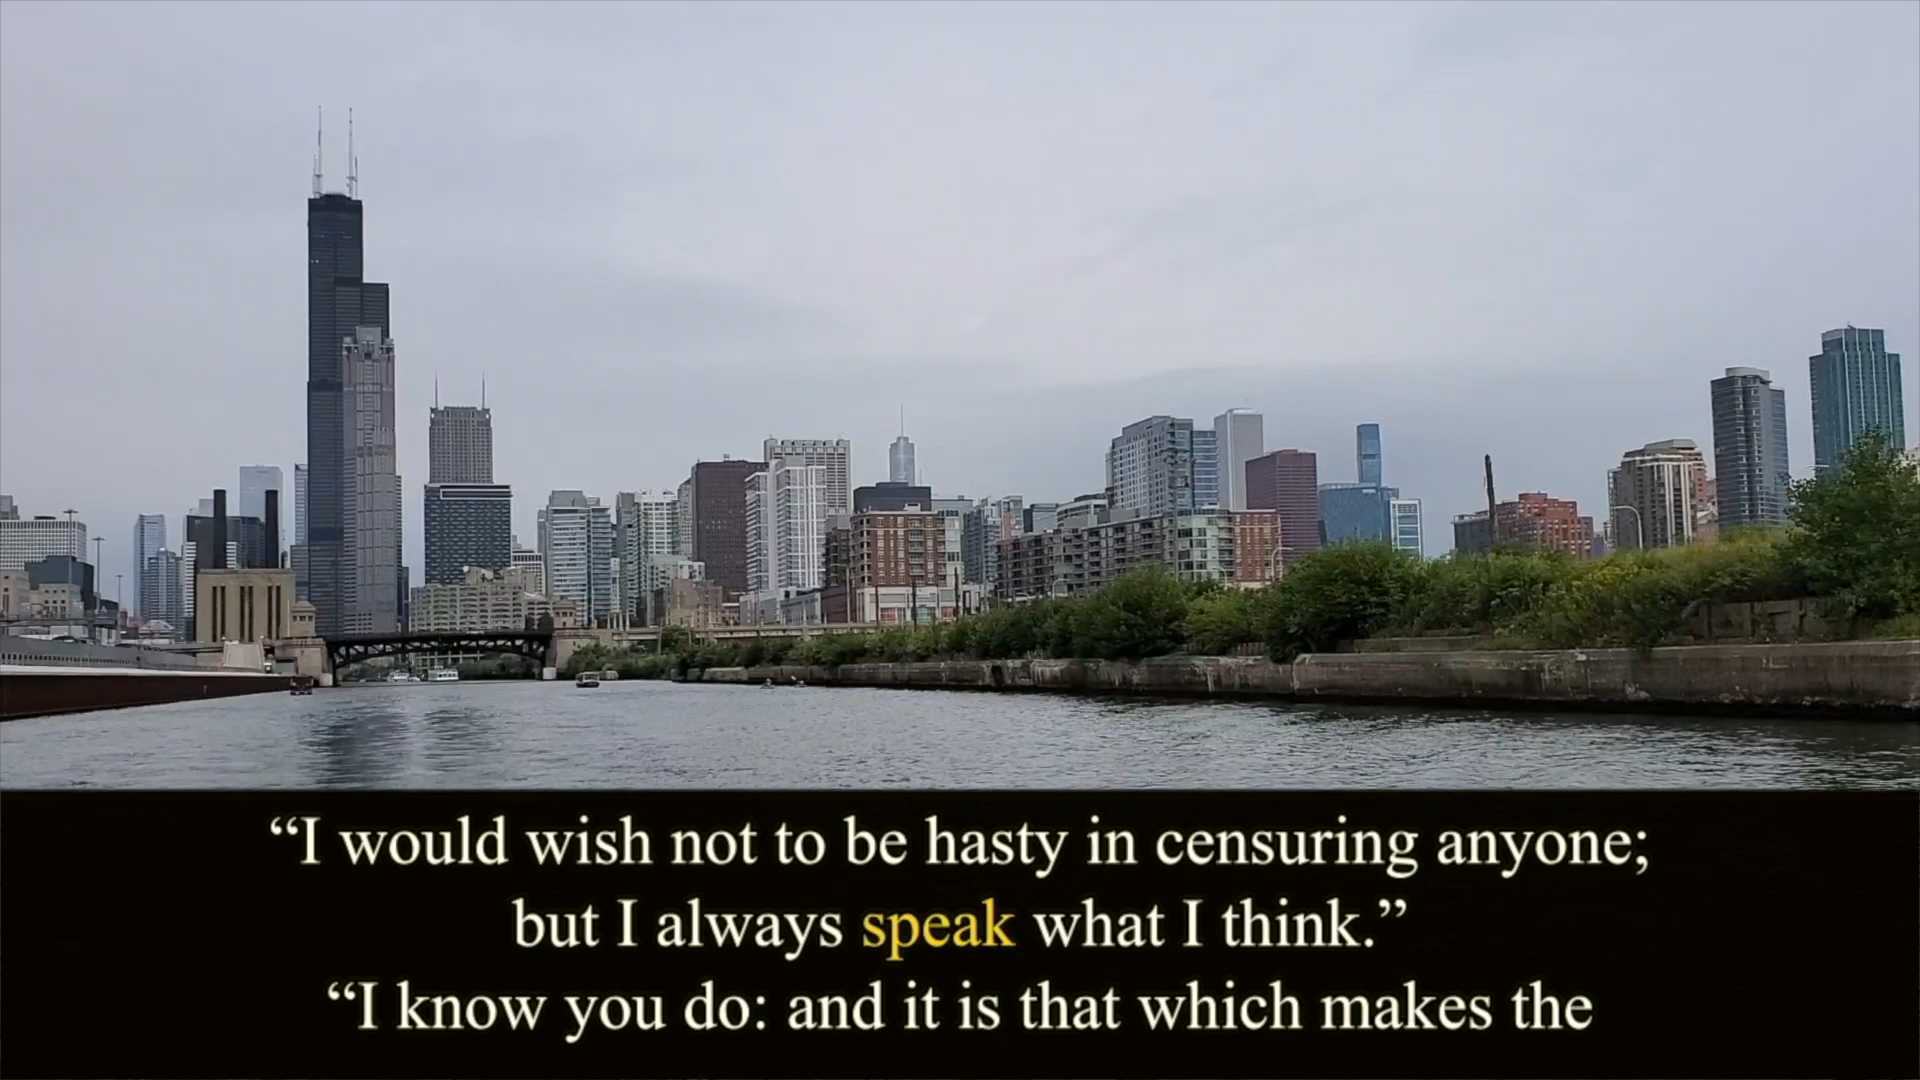 “I would wish not to be hasty in censuring anyone;
but I always speak what I think.”
“I know you do: and it is that which makes the